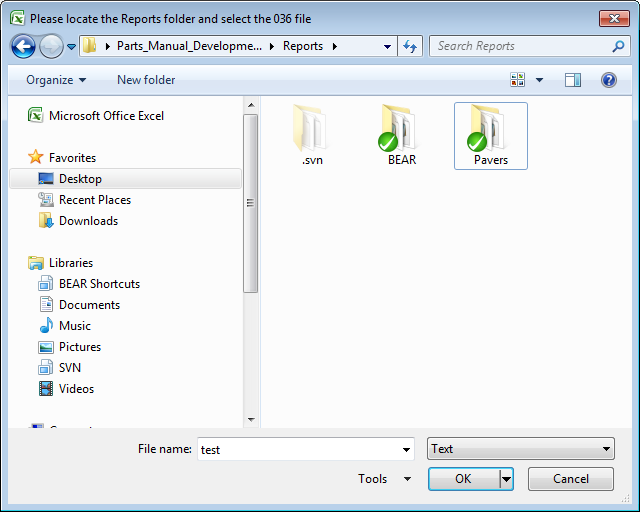 Please locate the Reports folder and select the 036 file
Parts_Manual_Developme... Reports
Search Reports
Organize New folder
Microsoft Office Excel
Favorites
Desktop
Recent Places
Downloads
Libraries
BEAR Shortcuts
Documents
Music
Pictures
SVN
Videos
.svn BEAR Pavers
File name: test Text
Tools OK Cancel